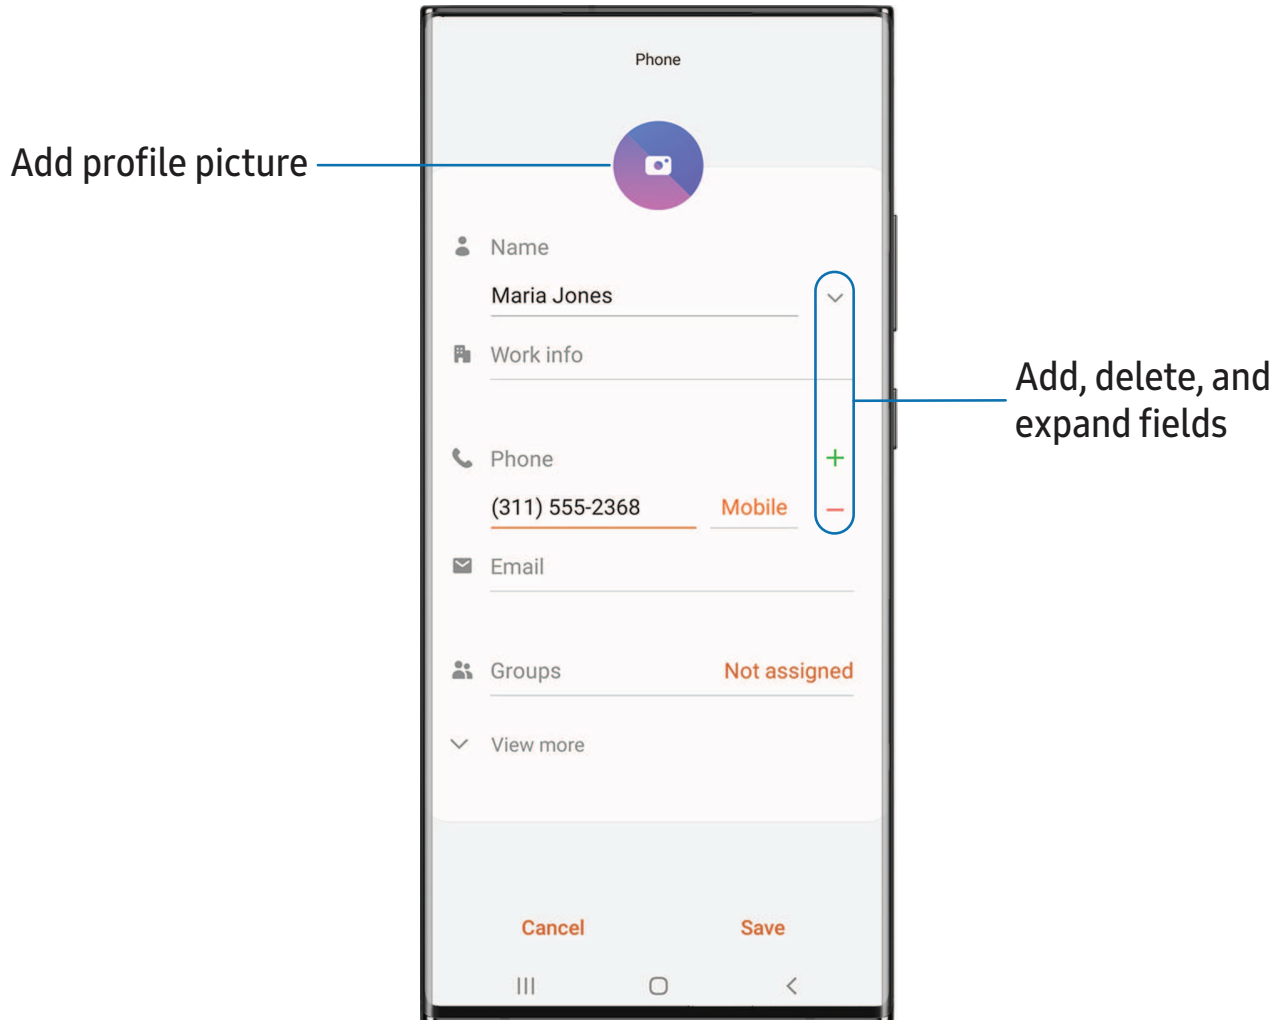 Phone
Add profile picture
Name
Maria Jones
Work info
Add, delete, and
expand fields
Phone
(311) 555-2368 Mobile
Email
Groups Not assigned
View more
Cancel Save